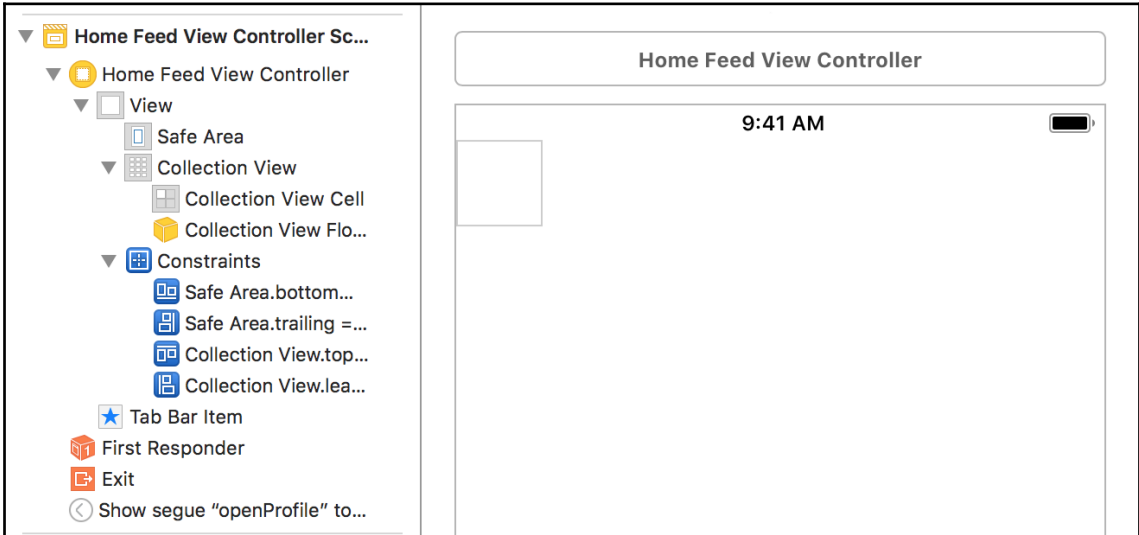 Home Feed View Controller Sc...
Home Feed View Controller
View
Safe Area
Collection View
Collection View Cell
Collection View Flo...
Constraints
Safe Area.bottom...
Safe Area.trailing =...
Collection View.top...
Collection View.lea...
Tab Bar Item
First Responder
Exit
Show segue “openProfile” to...
Home Feed View Controller
9:41 AM